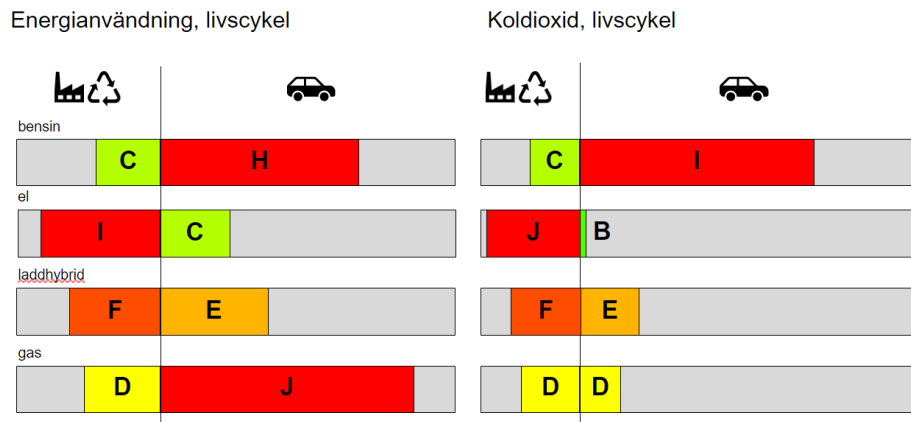 Energianvändning, livscykel
Koldioxid, livscykel
bensin
C H
C I
el
I C
J B
laddhybrid
F E
F E
gas
D J
D D